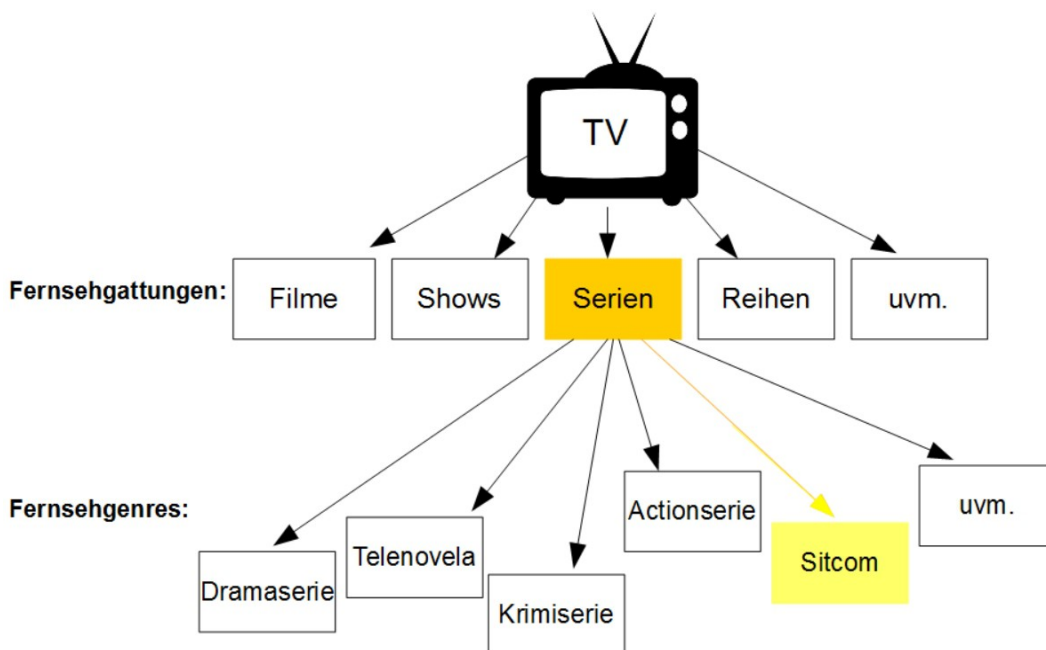 TV
Fernsehgattungen:
Filme
Shows
Serien
Reihen
uvm.
Fernsehgenres:
Dramaserie
Telenovela
Krimiserie
Actionserie
Sitcom
uvm.